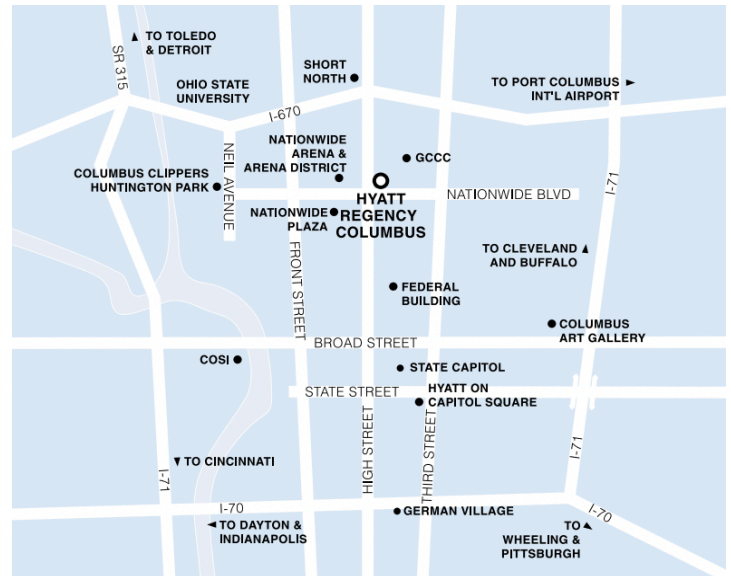 TO TOLEDO
& DETROIT
SR 315
SHORT
NORTH
OHIO STATE
UNIVERSITY
TO PORT COLUMBUS
INT'L AIRPORT
I-670
NATIONWIDE
ARENA &
ARENA DISTRICT
GCCC
COLUMBUS CLIPPERS
HUNTINGTON PARK
NEIL AVENUE
I-71
NATIONWIDE BLVD
HYATT
REGENCY
COLUMBUS
NATIONWIDE
PLAZA
FRONT STREET
TO CLEVELAND
AND BUFFALO
FEDERAL
BUILDING
COLUMBUS
ART GALLERY
BROAD STREET
COSI
STATE CAPITOL
STATE STREET
HYATT ON
CAPITOL SQUARE
HIGH STREET
THIRD STREET
I-71
TO CINCINNATI
I-71
I-70
GERMAN VILLAGE
I-70
TO DAYTON &
INDIANAPOLIS
TO
WHEELING &
PITTSBURGH